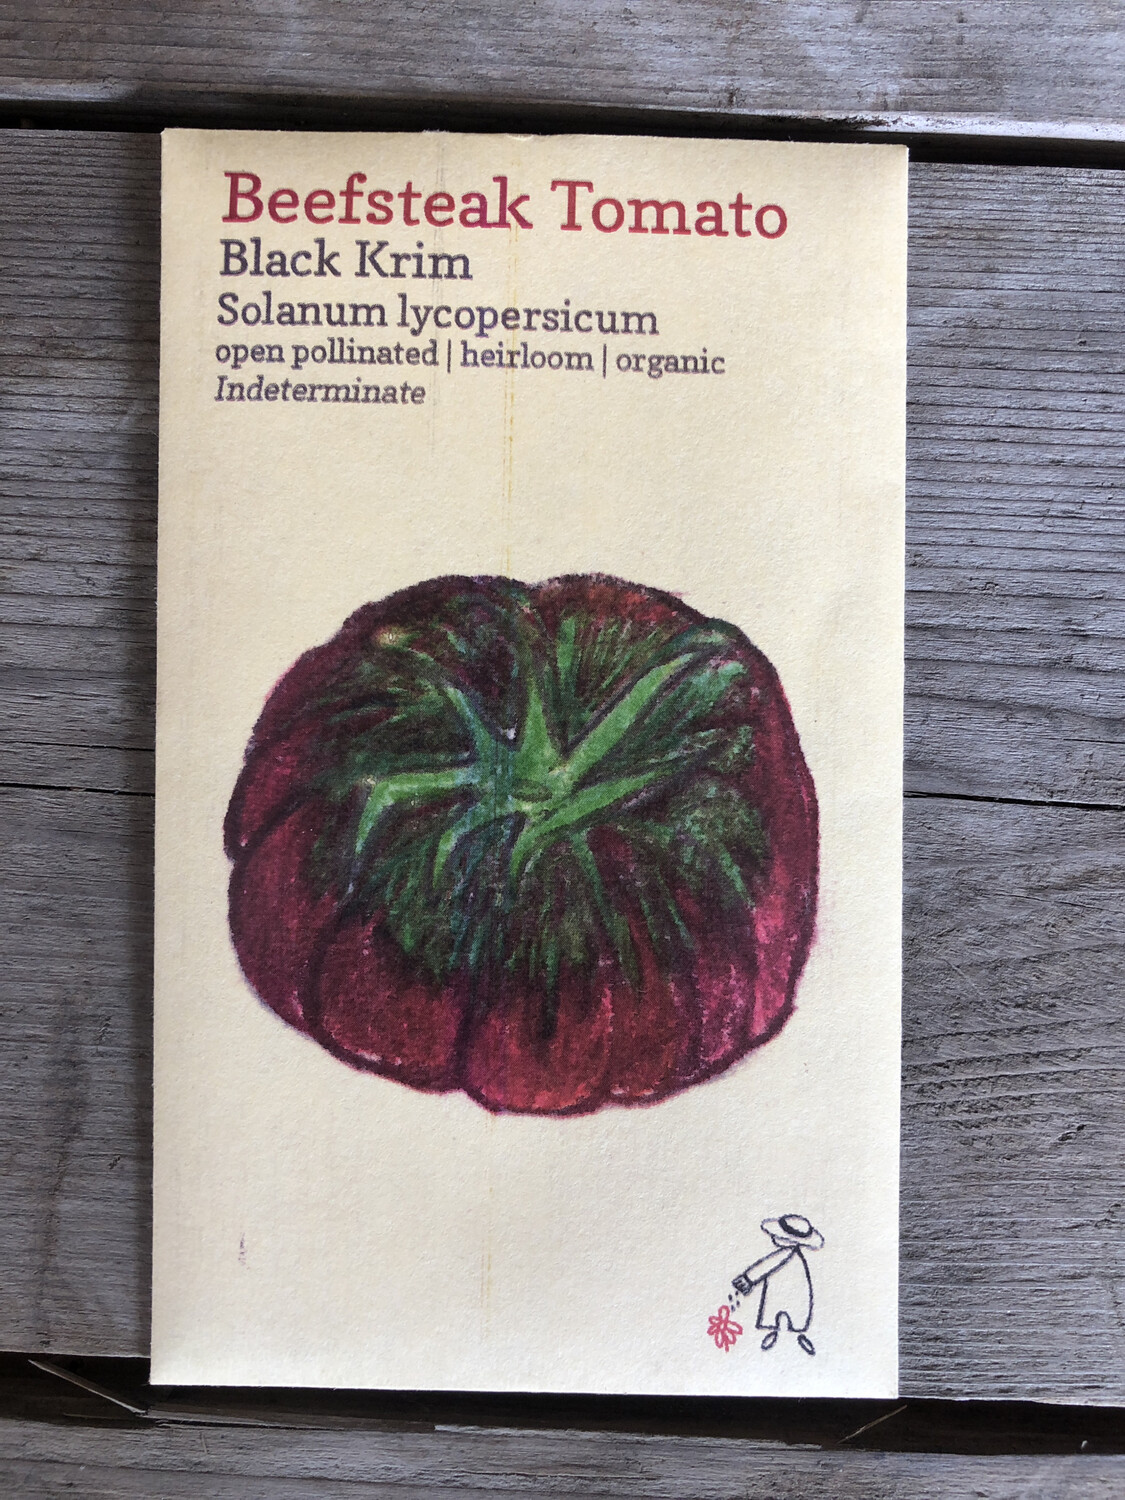 Beefsteak Tomato
Black Krim
Solanum lycopersicum
open pollinated | heirloom | organic
Indeterminate